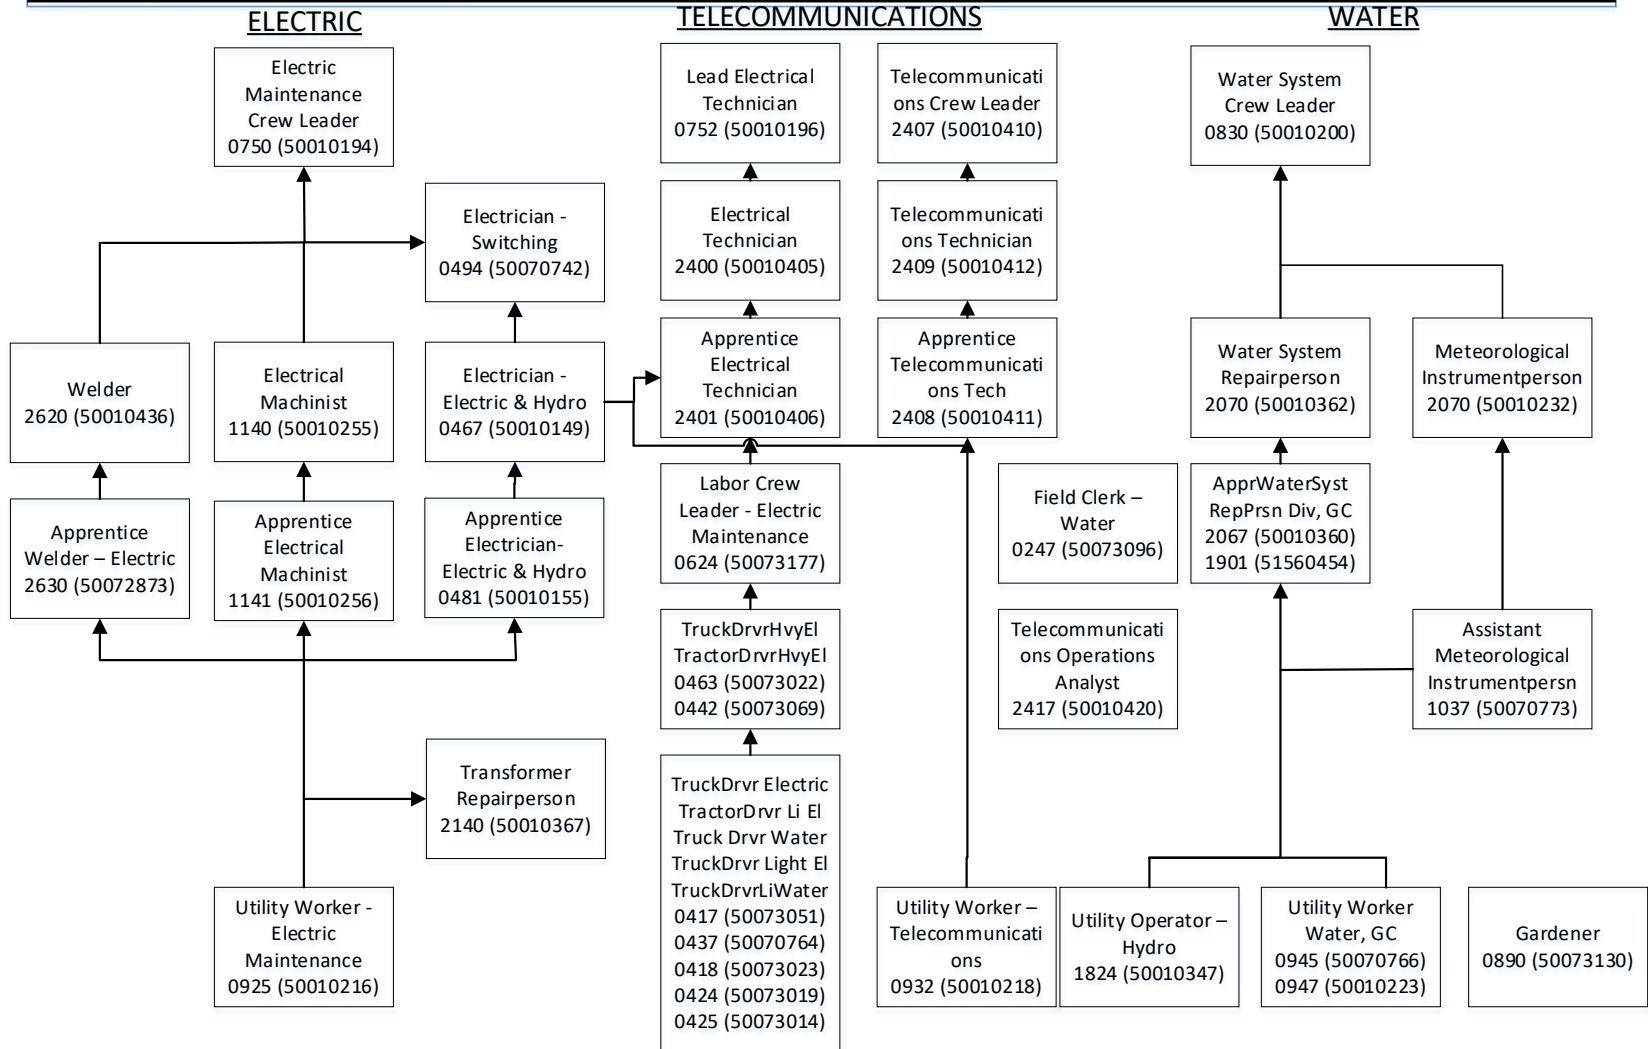 ELECTRIC
TELECOMMUNICATIONS
WATER
Electric
Maintenance
Crew Leader
0750 (50010194)
Lead Electrical
Technician
0752 (50010196)
Telecommunicati
ons Crew Leader
2407 (50010410)
Water System
Crew Leader
0830 (50010200)
Electrician -
Switching
0494 (50070742)
Electrical
Technician
2400 (50010405)
Telecommunicati
ons Technician
2409 (50010412)
Welder
2620 (50010436)
Electrical
Machinist
1140 (50010255)
Electrician -
Electric & Hydro
0467 (50010149)
Apprentice
Electrical
Technician
2401 (50010406)
Apprentice
Telecommunicati
ons Tech
2408 (50010411)
Water System
Repairperson
2070 (50010362)
Meteorological
Instrumentperson
2070 (50010232)
Apprentice
Welder – Electric
2630 (50072873)
Apprentice
Electrical
Machinist
1141 (50010256)
Apprentice
Electrician-
Electric & Hydro
0481 (50010155)
Labor Crew
Leader - Electric
Maintenance
0624 (50073177)
Field Clerk –
Water
0247 (50073096)
ApprWaterSyst
RepPrsn Div, GC
2067 (50010360)
1901 (51560454)
TruckDrvrHvyEl
TractorDrvrHvyEl
0463 (50073022)
0442 (50073069)
Telecommunicati
ons Operations
Analyst
2417 (50010420)
Assistant
Meteorological
Instrumentpersn
1037 (50070773)
Transformer
Repairperson
2140 (50010367)
TruckDrvr Electric
TractorDrvr Li El
Truck Drvr Water
TruckDrvr Light El
TruckDrvrLiWater
0417 (50073051)
0437 (50070764)
0418 (50073023)
0424 (50073019)
0425 (50073014)
Utility Worker -
Electric
Maintenance
0925 (50010216)
Utility Worker –
Telecommunicati
ons
0932 (50010218)
Utility Operator –
Hydro
1824 (50010347)
Utility Worker
Water, GC
0945 (50070766)
0947 (50010223)
Gardener
0890 (50073130)